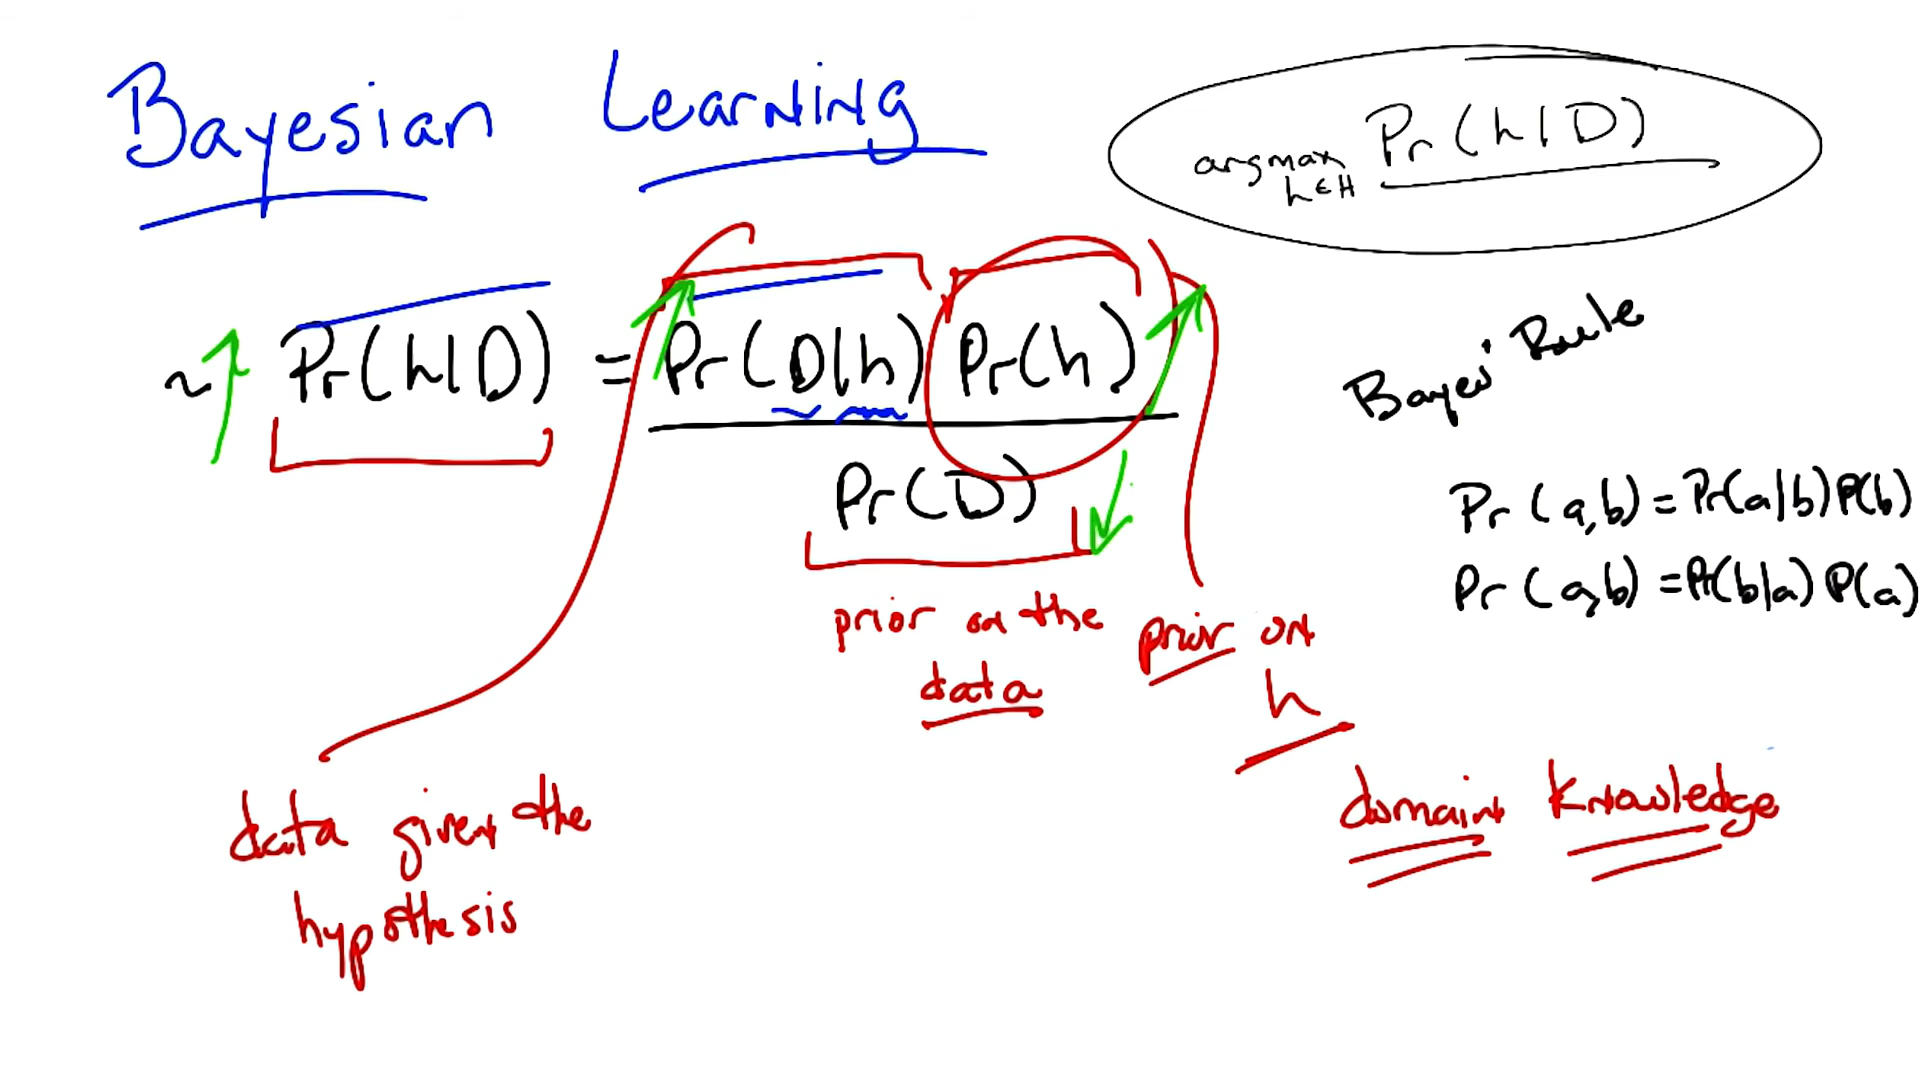 Bayesian Learning
argmax Pr(h|D)
h∈H
~ Pr(h|D) = Pr(D|h) Pr(h)
Pr(D)
Bayes' Rule
Pr(a,b) = Pr(a|b) P(b)
Pr(a,b) = Pr(b|a) P(a)
prior on the
data
prior on
h
domain knowledge
data given the
hypothesis